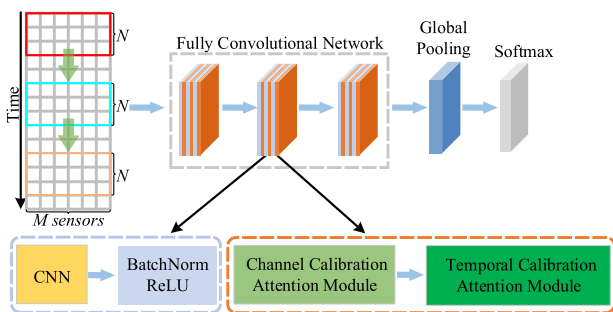 Global
Pooling
Softmax
Fully Convolutional Network
N
N
N
Time
M sensors
CNN
BatchNorm
ReLU
Channel Calibration
Attention Module
Temporal Calibration
Attention Module